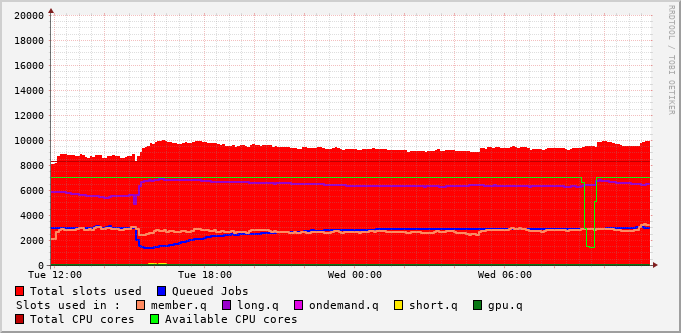 20000
18000
16000
14000
12000
10000
8000
6000
4000
2000
0
Tue 12:00 Tue 18:00 Wed 00:00 Wed 06:00
RRDTOOL / TOBI OETIKER
Total slots used Queued Jobs
Slots used in : member.q long.q ondemand.q short.q gpu.q
Total CPU cores Available CPU cores